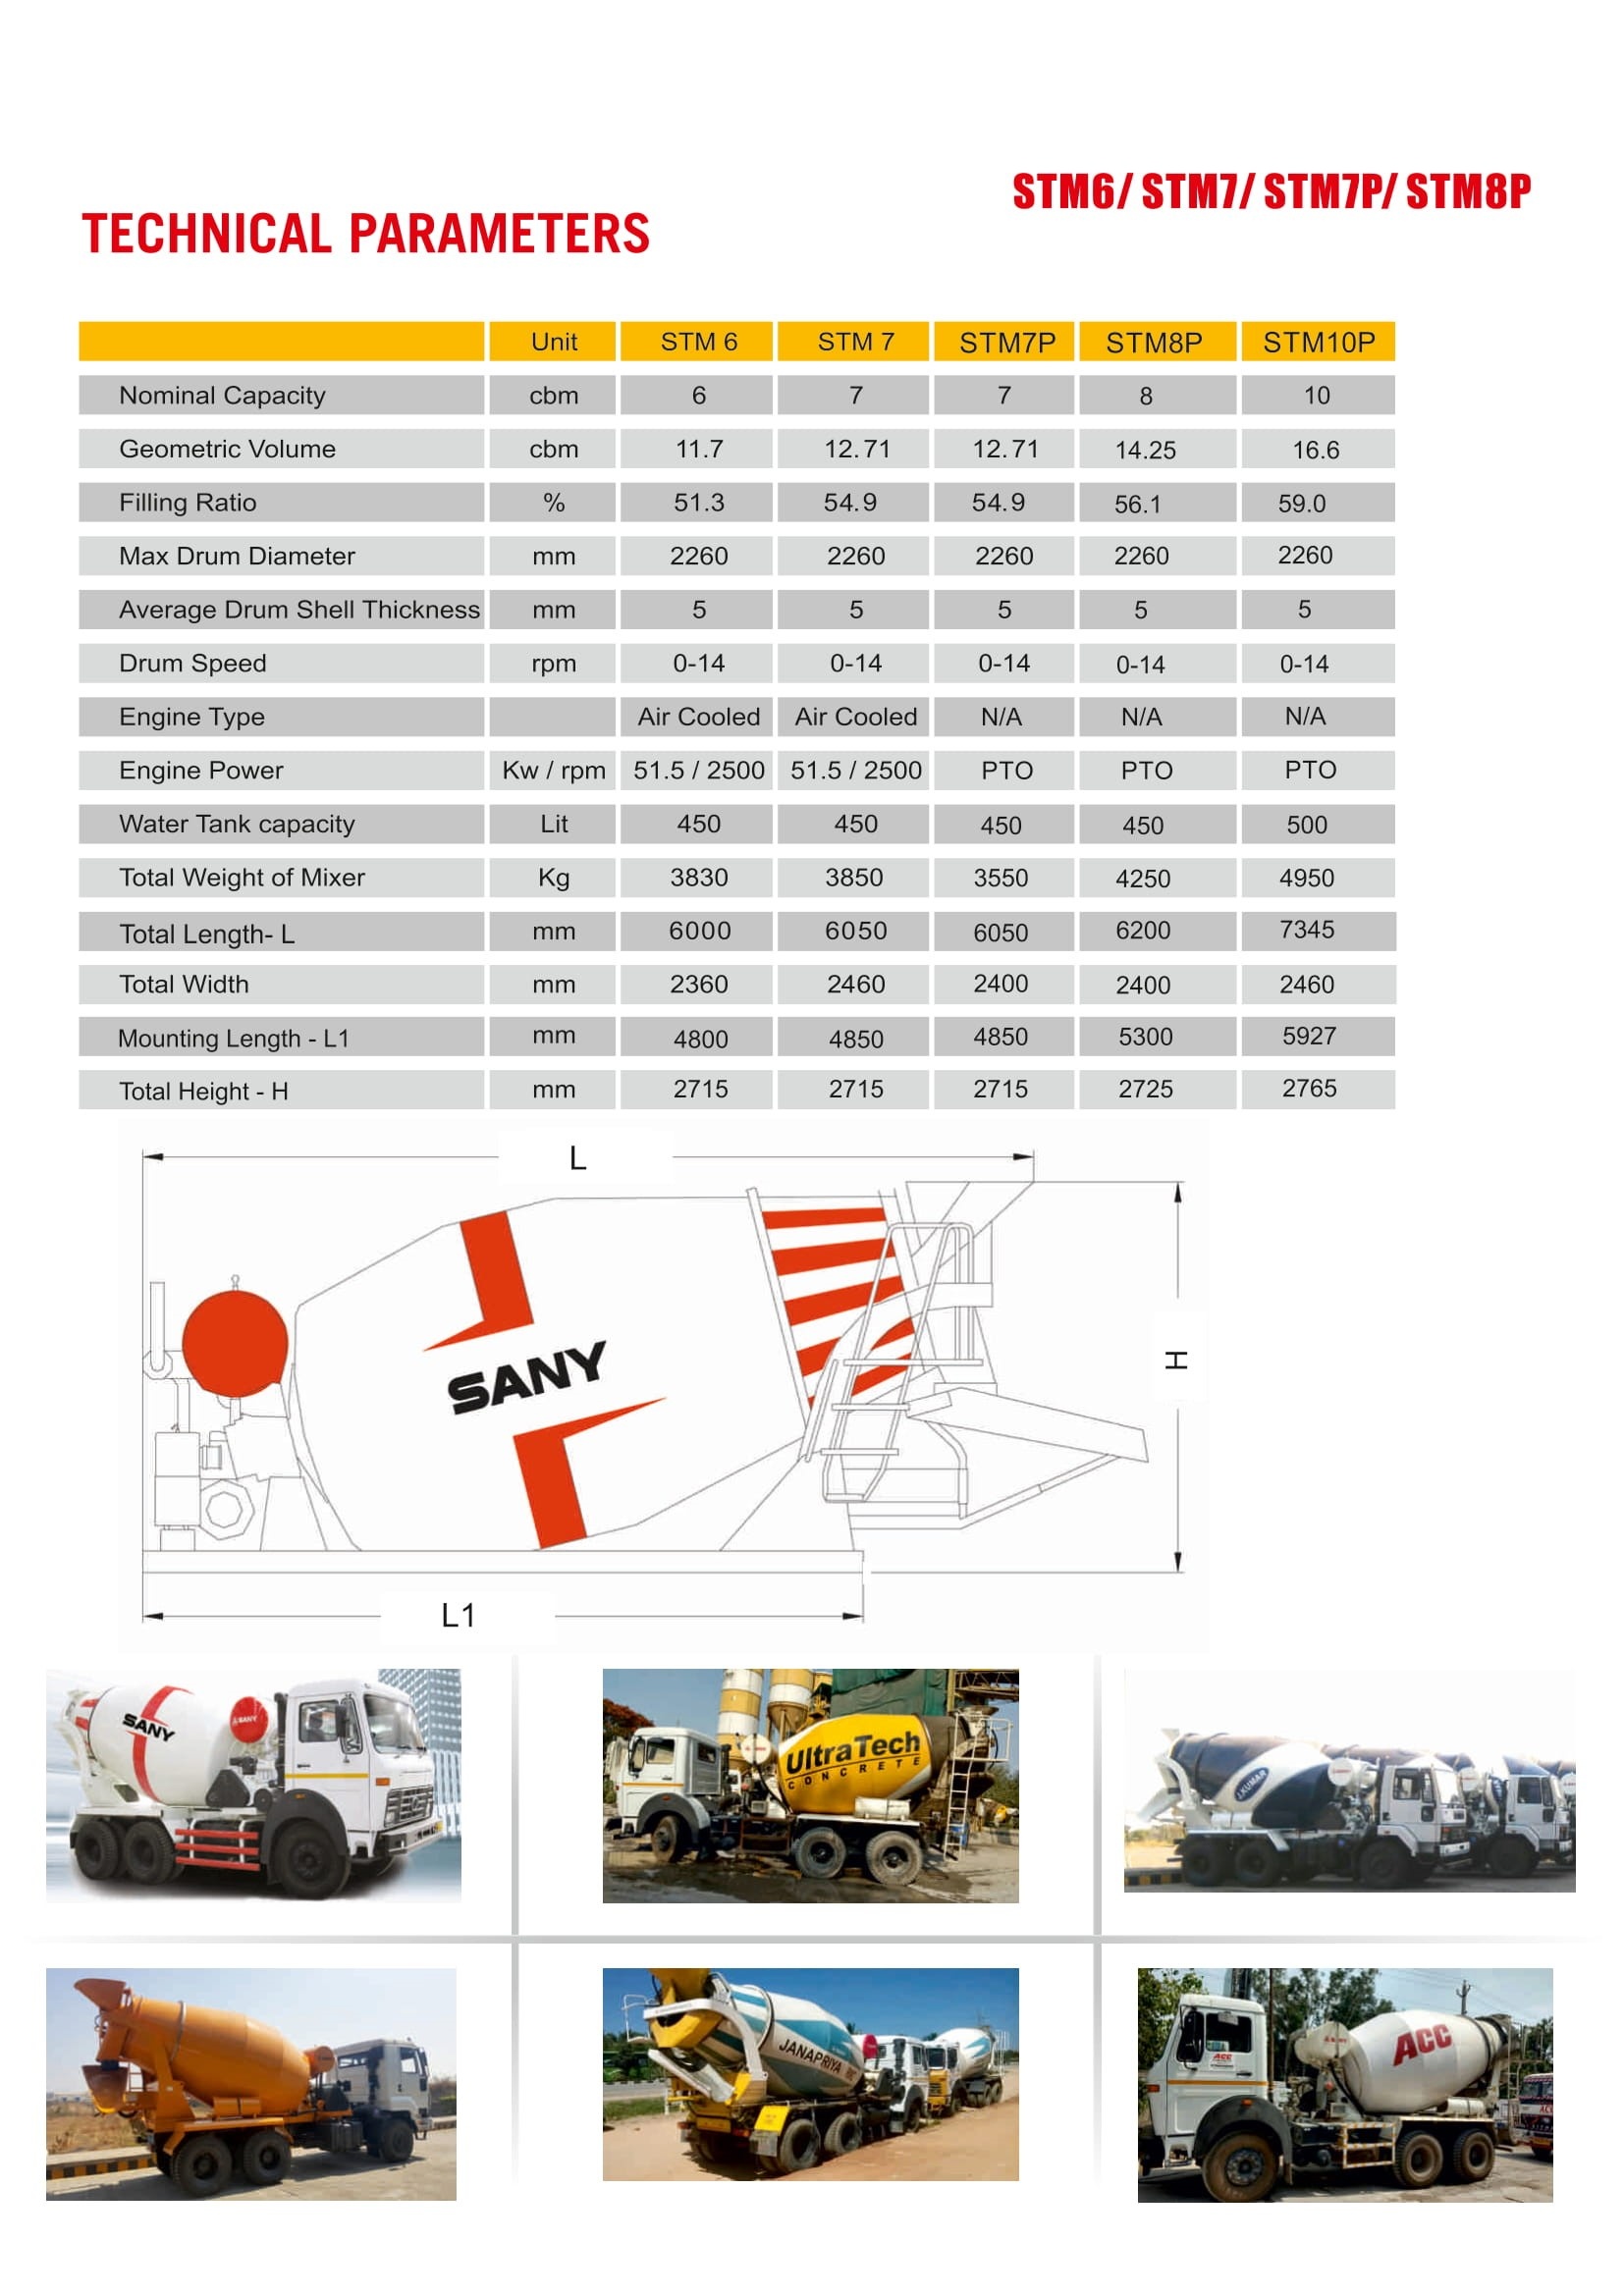 STM6/ STM7/ STM7P/ STM8P
TECHNICAL PARAMETERS
Unit STM 6 STM 7 STM7P STM8P STM10P
Nominal Capacity cbm 6 7 7 8 10
Geometric Volume cbm 11.7 12.71 12.71 14.25 16.6
Filling Ratio % 51.3 54.9 54.9 56.1 59.0
Max Drum Diameter mm 2260 2260 2260 2260 2260
Average Drum Shell Thickness mm 5 5 5 5 5
Drum Speed rpm 0-14 0-14 0-14 0-14 0-14
Engine Type Air Cooled Air Cooled N/A N/A N/A
Engine Power Kw / rpm 51.5 / 2500 51.5 / 2500 PTO PTO PTO
Water Tank capacity Lit 450 450 450 450 500
Total Weight of Mixer Kg 3830 3850 3550 4250 4950
Total Length- L mm 6000 6050 6050 6200 7345
Total Width mm 2360 2460 2400 2400 2460
Mounting Length - L1 mm 4800 4850 4850 5300 5927
Total Height - H mm 2715 2715 2715 2725 2765
L
H
SANY
L1
SANY
SANY
UltraTech
CONCRETE
J.KUMAR
JANAPRIYA
ACC
ACC